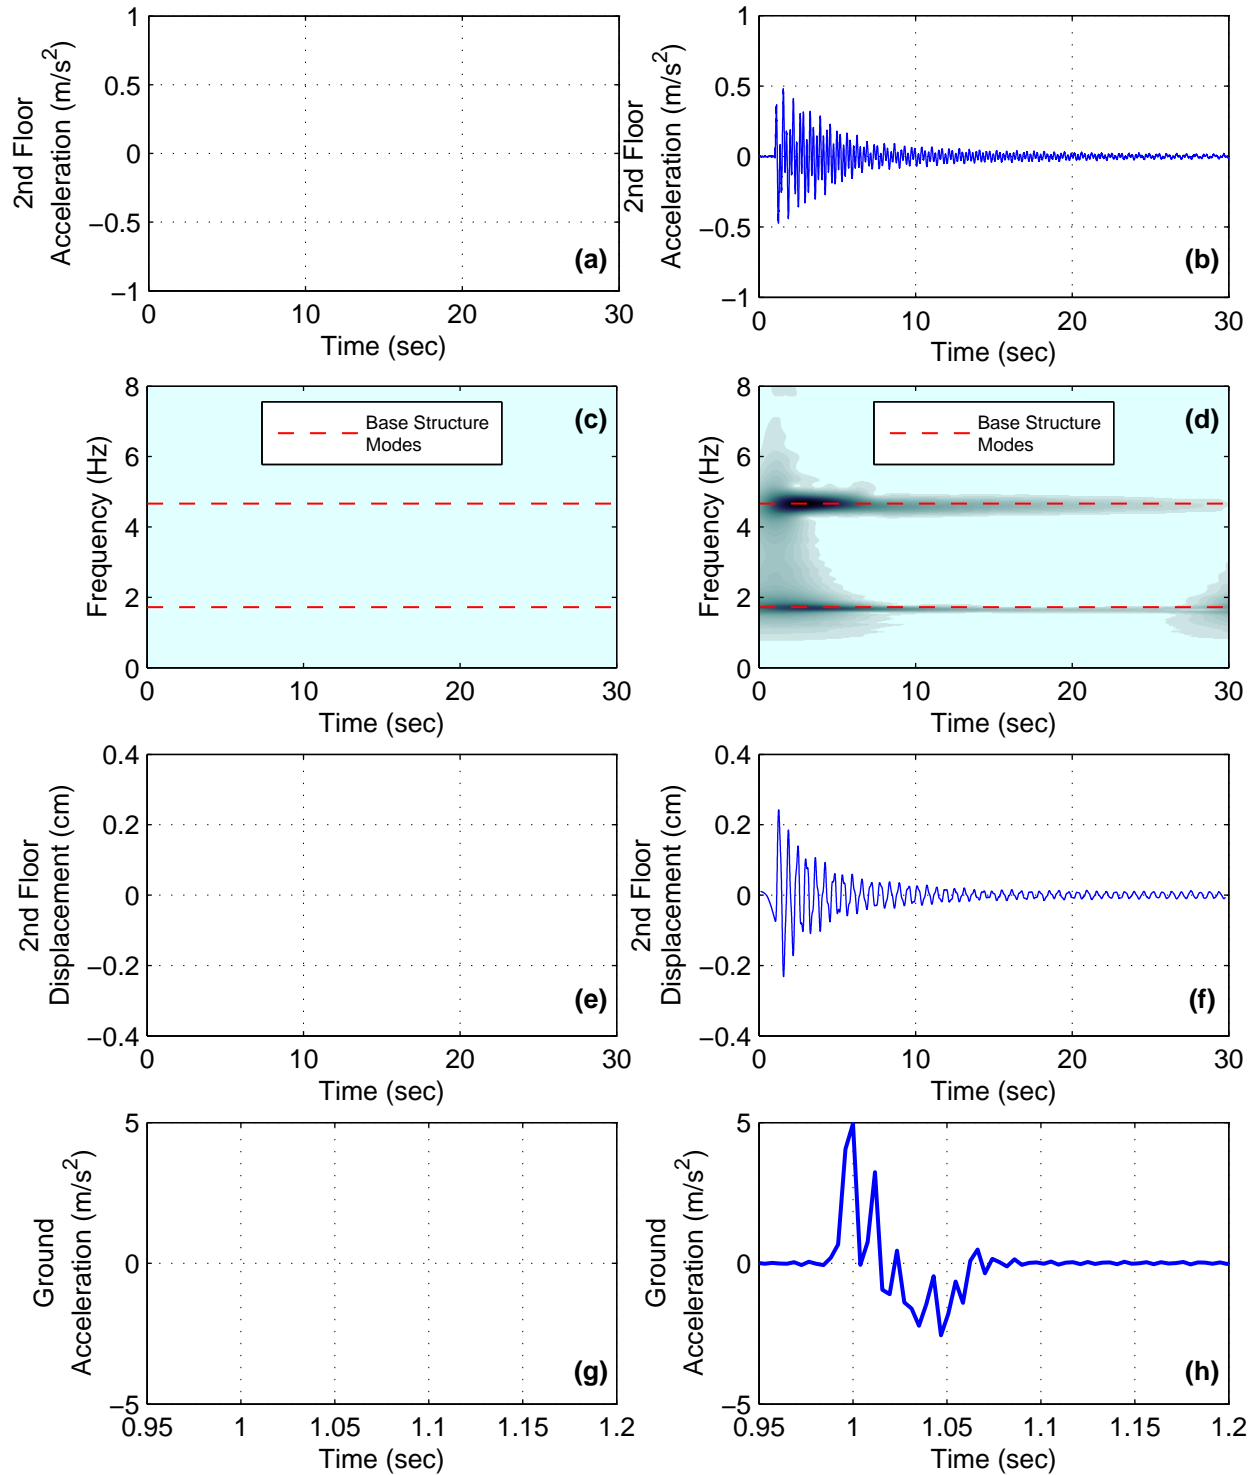 1
0.5
0
−0.5
−1
2nd Floor
Acceleration (m/s2)
(a)
0 10 20 30
Time (sec)
1
0.5
0
−0.5
−1
2nd Floor
Acceleration (m/s2)
(b)
0 10 20 30
Time (sec)
8
6
4
2
0
Frequency (Hz)
Base Structure
Modes
(c)
0 10 20 30
Time (sec)
8
6
4
2
0
Frequency (Hz)
Base Structure
Modes
(d)
0 10 20 30
Time (sec)
0.4
0.2
0
−0.2
−0.4
2nd Floor
Displacement (cm)
(e)
0 10 20 30
Time (sec)
0.4
0.2
0
−0.2
−0.4
2nd Floor
Displacement (cm)
(f)
0 10 20 30
Time (sec)
5
0
−5
Ground
Acceleration (m/s2)
(g)
0.95 1 1.05 1.1 1.15 1.2
Time (sec)
5
0
−5
Ground
Acceleration (m/s2)
(h)
0.95 1 1.05 1.1 1.15 1.2
Time (sec)